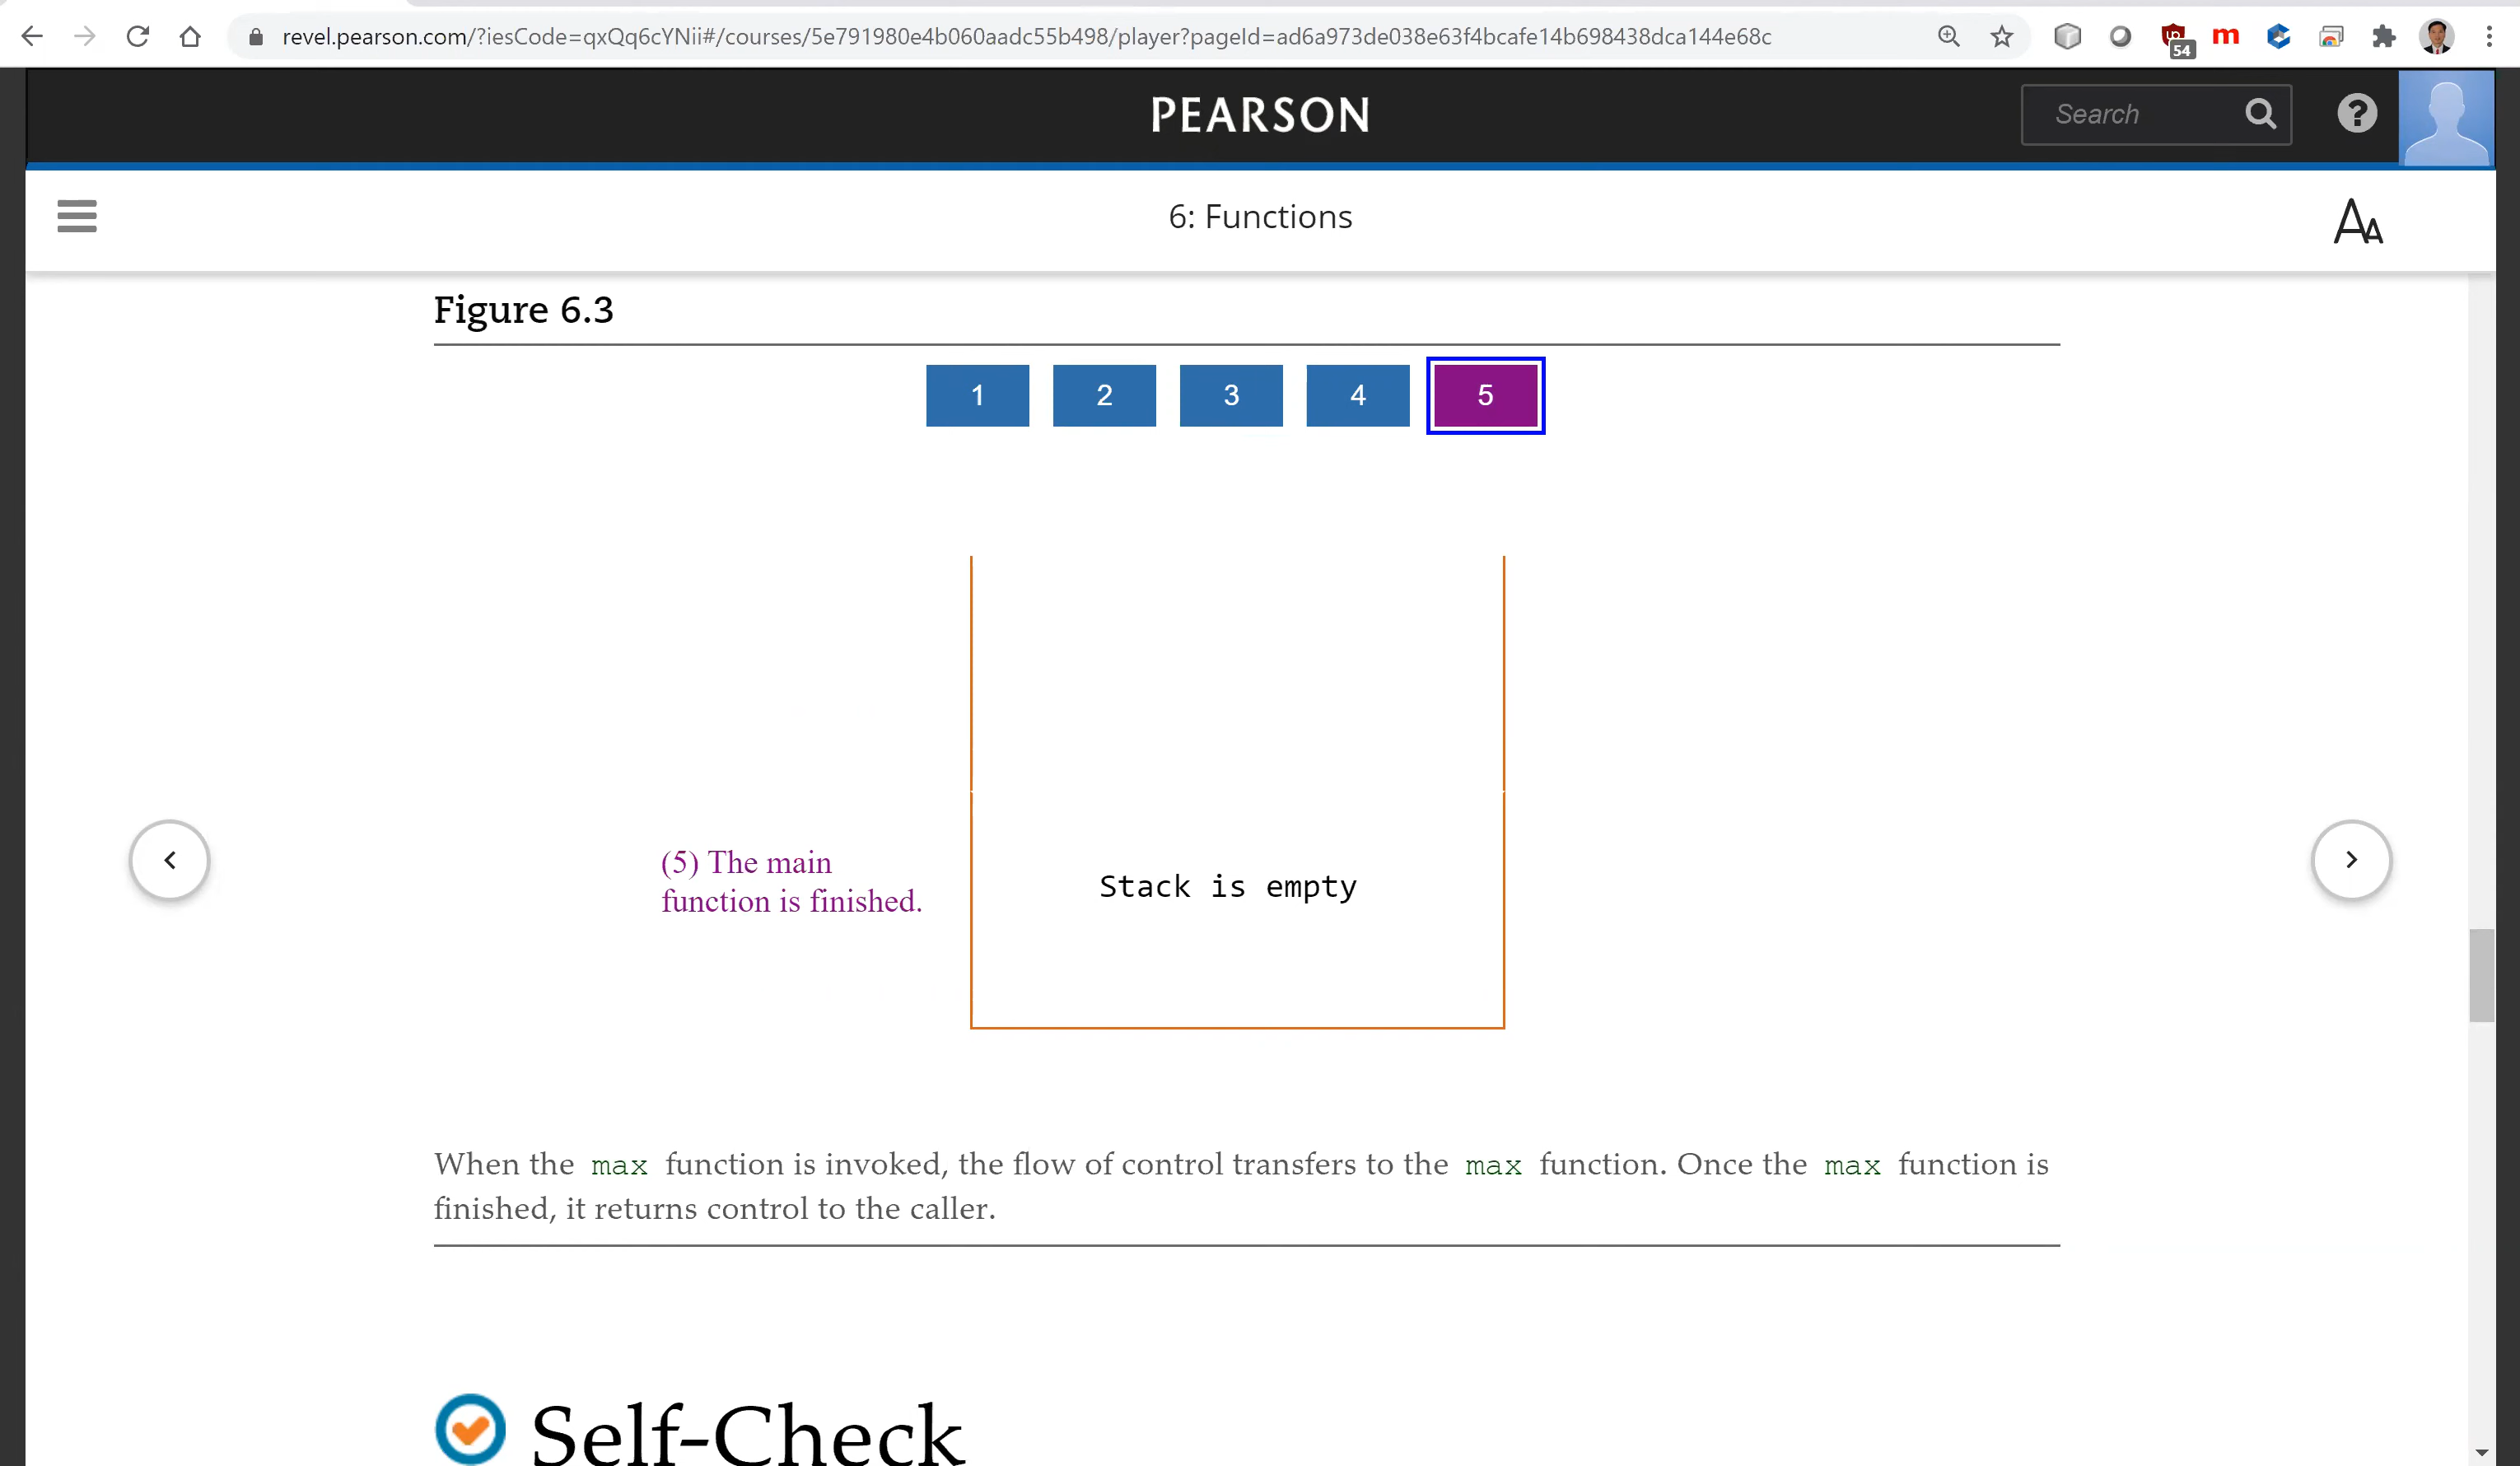 revel.pearson.com/?iesCode=qxQq6cYNii#/courses/5e791980e4b060aadc55b498/player?pageId=ad6a973de038e63f4bcafe14b698438dca144e68c
54
m
PEARSON
Search
?
6: Functions
AA
Figure 6.3
1 2 3 4 5
(5) The main
function is finished.
Stack is empty
When the max function is invoked, the flow of control transfers to the max function. Once the max function is
finished, it returns control to the caller.
Self-Check